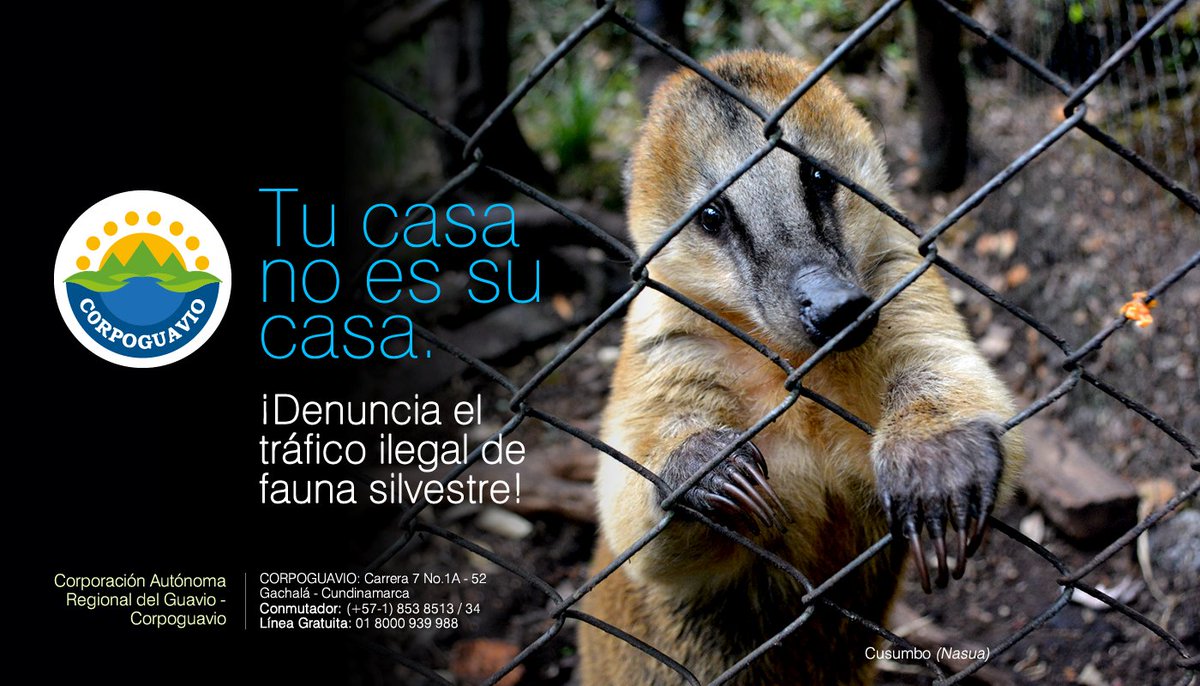 CORPOGUAVIO
Tu casa
no es su
casa.
¡Denuncia el
tráfico ilegal de
fauna silvestre!
Corporación Autónoma
Regional del Guavio -
Corpoguavio
CORPOGUAVIO: Carrera 7 No.1A - 52
Gachalá - Cundinamarca
Conmutador: (+57-1) 853 8513 / 34
Línea Gratuita: 01 8000 939 988
Cusumbo (Nasua)